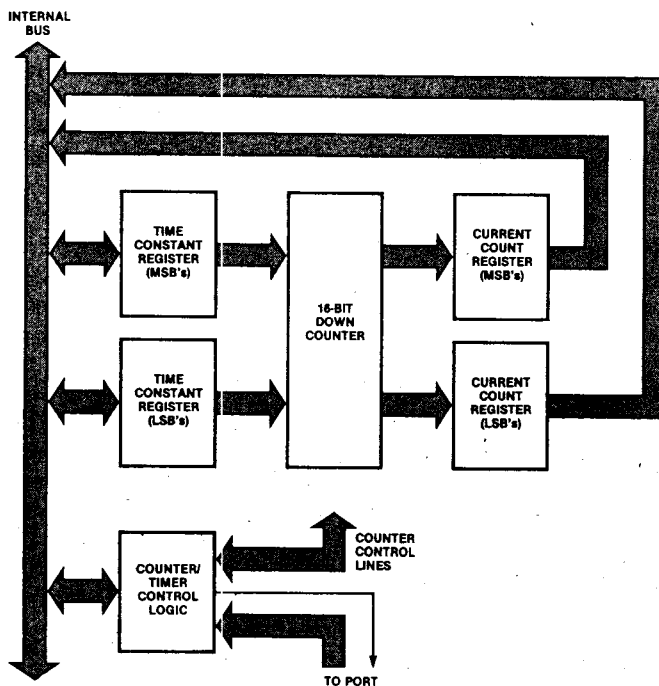 INTERNAL
BUS
TIME
CONSTANT
REGISTER
(MSB's)
16-BIT
DOWN
COUNTER
CURRENT
COUNT
REGISTER
(MSB's)
TIME
CONSTANT
REGISTER
(LSB's)
CURRENT
COUNT
REGISTER
(LSB's)
COUNTER/
TIMER
CONTROL
LOGIC
COUNTER
CONTROL
LINES
TO PORT